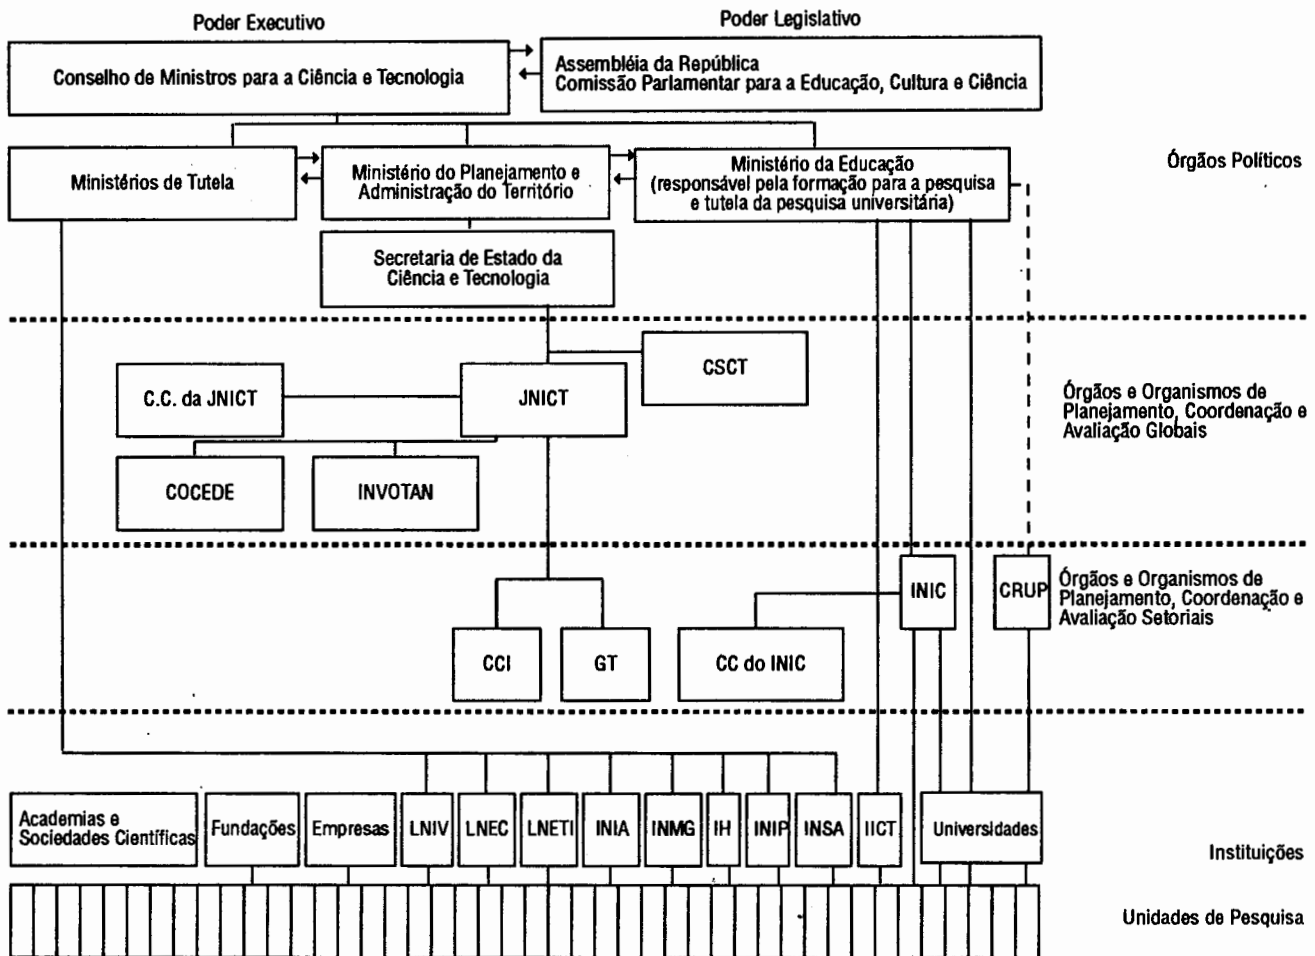 Poder Executivo
Poder Legislativo
Conselho de Ministros para a Ciência e Tecnologia
Assembléia da República
Comissão Parlamentar para a Educação, Cultura e Ciência
Órgãos Políticos
Ministérios de Tutela
Ministério do Planejamento e
Administração do Território
Ministério da Educação
(responsável pela formação para a pesquisa
e tutela da pesquisa universitária)
Secretaria de Estado da
Ciência e Tecnologia
CSCT
C.C. da JNICT
JNICT
Órgãos e Organismos de
Planejamento, Coordenação e
Avaliação Globais
COCEDE
INVOTAN
INIC
CRUP
Órgãos e Organismos de
Planejamento, Coordenação e
Avaliação Setoriais
CCI
GT
CC do INIC
Academias e
Sociedades Científicas
Fundações
Empresas
LNIV
LNEC
LNETI
INIA
INMG
IH
INIP
INSA
IICT
Universidades
Instituições
Unidades de Pesquisa